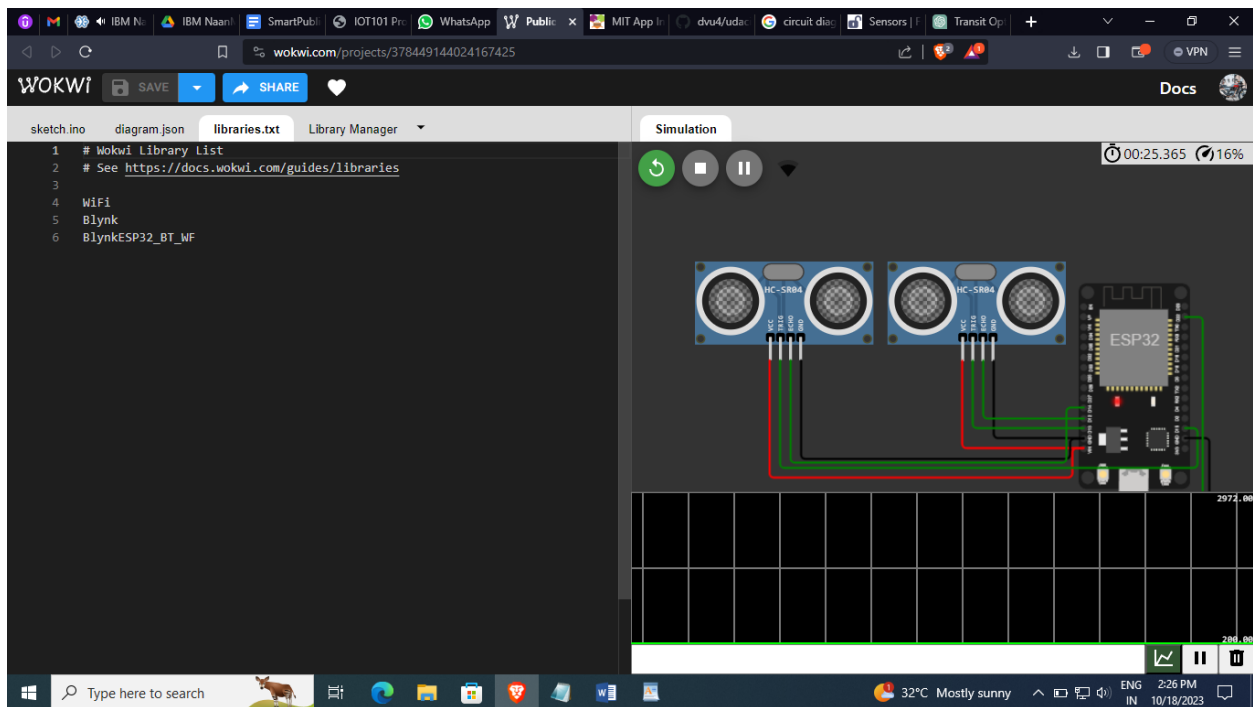 IBM Na
IBM Naan
SmartPubli
IOT101 Pro
WhatsApp
Public
MIT App In
dvu4/udac
circuit diag
Sensors | F
Transit Opt
wokwi.com/projects/378449144024167425
VPN
WOKWi
SAVE
SHARE
Docs
sketch.ino
diagram.json
libraries.txt
Library Manager
Simulation
1 # Wokwi Library List
2 # See https://docs.wokwi.com/guides/libraries
3
4 WiFi
5 Blynk
6 BlynkESP32_BT_WF
00:25.365
16%
HC-SR04
VCC
TRIG
ECHO
GND
HC-SR04
VCC
TRIG
ECHO
GND
ESP32
2972.00
200.00
Type here to search
32°C Mostly sunny
ENG
IN
2:26 PM
10/18/2023